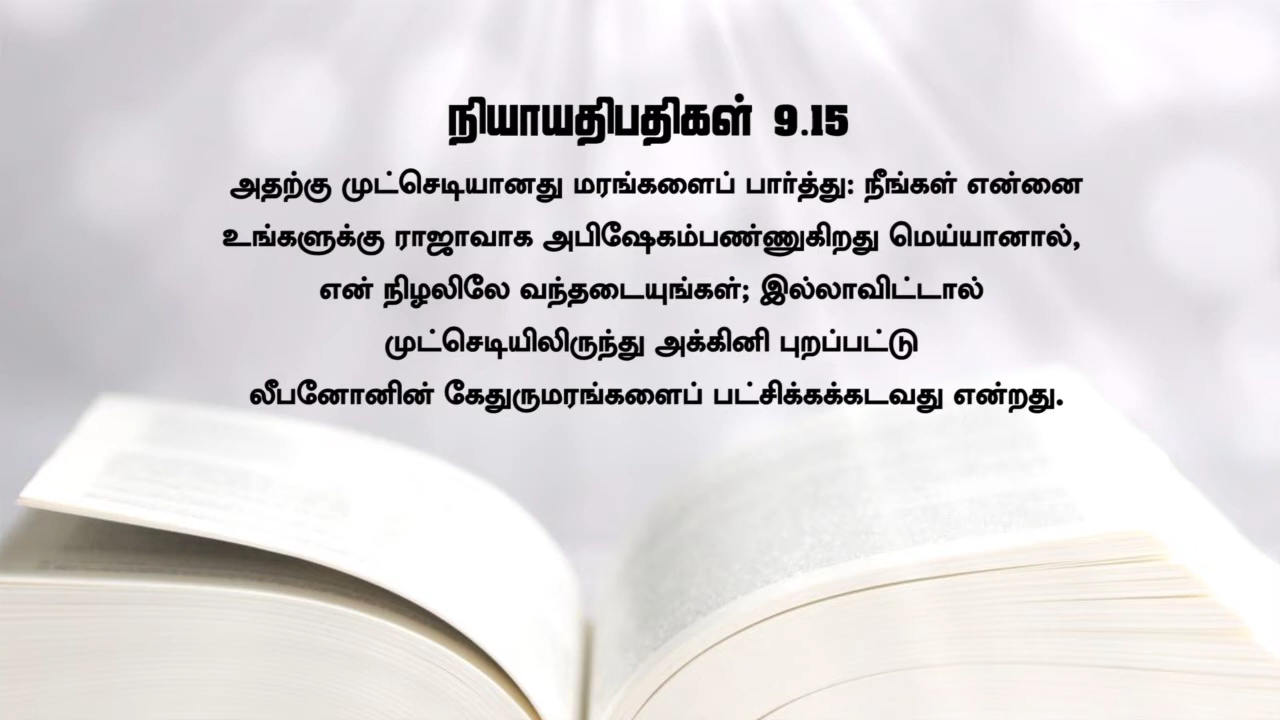 நியாயதிபதிகள் 9.15
அதற்கு முட்செடியானது மரங்களைப் பார்த்து: நீங்கள் என்னை
உங்களுக்கு ராஜாவாக அபிஷேகம்பண்ணுகிறது மெய்யானால்,
என் நிழலிலே வந்தடையுங்கள்; இல்லாவிட்டால்
முட்செடியிலிருந்து அக்கினி புறப்பட்டு
லீபனோனின் கேதுருமரங்களைப் பட்சிக்கக்கடவது என்றது.